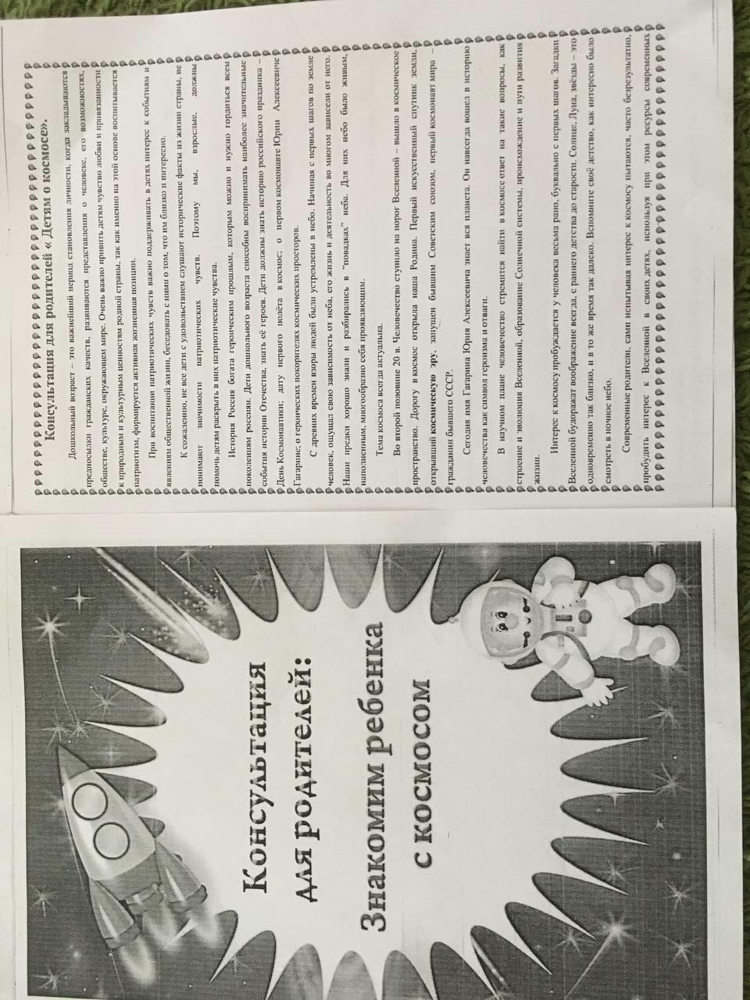 Консультация
для родителей:
Знакомим ребенка
с космосом
Консультация для родителей « Детям о космосе».
Дошкольный возраст – это важнейший период становления личности, когда закладываются
предпосылки гражданских качеств, развиваются представления о человеке, его возможностях,
обществе, культуре, окружающем мире. Очень важно привить детям чувство любви и привязанности
к природным и культурным ценностям родной страны, так как именно на этой основе воспитывается
патриотизм, формируется активная жизненная позиции.
При воспитании патриотических чувств важно поддерживать в детях интерес к событиям и
явлениям общественной жизни, беседовать с ними о том, что им близко и интересно.
К сожалению, не все дети с удовольствием слушают исторические факты из жизни страны, не
понимают значимости патриотических чувств. Поэтому мы, взрослые, должны
помочь детям раскрыть в них патриотические чувства.
История Россия богата героическим прошлым, которым можно и нужно гордиться всем
поколениям россиян. Дети дошкольного возраста способны воспринимать наиболее значительные
события истории Отечества, знать её героев. Дети должны знать историю российского праздника –
День Космонавтики; дату первого полёта в космос; о первом космонавте Юрии Алексеевиче
Гагарине; о героических покорителях космических просторов.
С древних времен взоры людей были устремлены в небо. Начиная с первых шагов по земле
человек, ощущал свою зависимость от неба, его жизнь и деятельность во многом зависели от него.
Наши предки хорошо знали и разбирались в "повадках" неба. Для них небо было живым,
наполненным, многообразно себя проявляющим.
Тема космоса всегда актуальна.
Во второй половине 20 в. Человечество ступило на порог Вселенной – вышло в космическое
пространство. Дорогу в космос открыла наша Родина. Первый искусственный спутник земли,
открывший космическую эру, запущен бывшим Советским союзом, первый космонавт мира –
гражданин бывшего СССР.
Сегодня имя Гагарина Юрия Алексеевича знает вся планета. Он навсегда вошел в историю
человечества как символ героизма и отваги.
В научном плане человечество стремится найти в космосе ответ на такие вопросы, как
строение и эволюция Вселенной, образование Солнечной системы, происхождение и пути развития
жизни.
Интерес к космосу пробуждается у человека весьма рано, буквально с первых шагов. Загадки
Вселенной будоражат воображение всегда, с раннего детства до старости. Солнце, Луна, звёзды – это
одновременно так близко, и в то же время так далеко. Вспомните своё детство, как интересно было
смотреть в ночное небо.
Современные родители, сами испытывая интерес к космосу пытаются, часто безрезультатно,
пробудить интерес к Вселенной в своих детях, используя при этом ресурсы современных